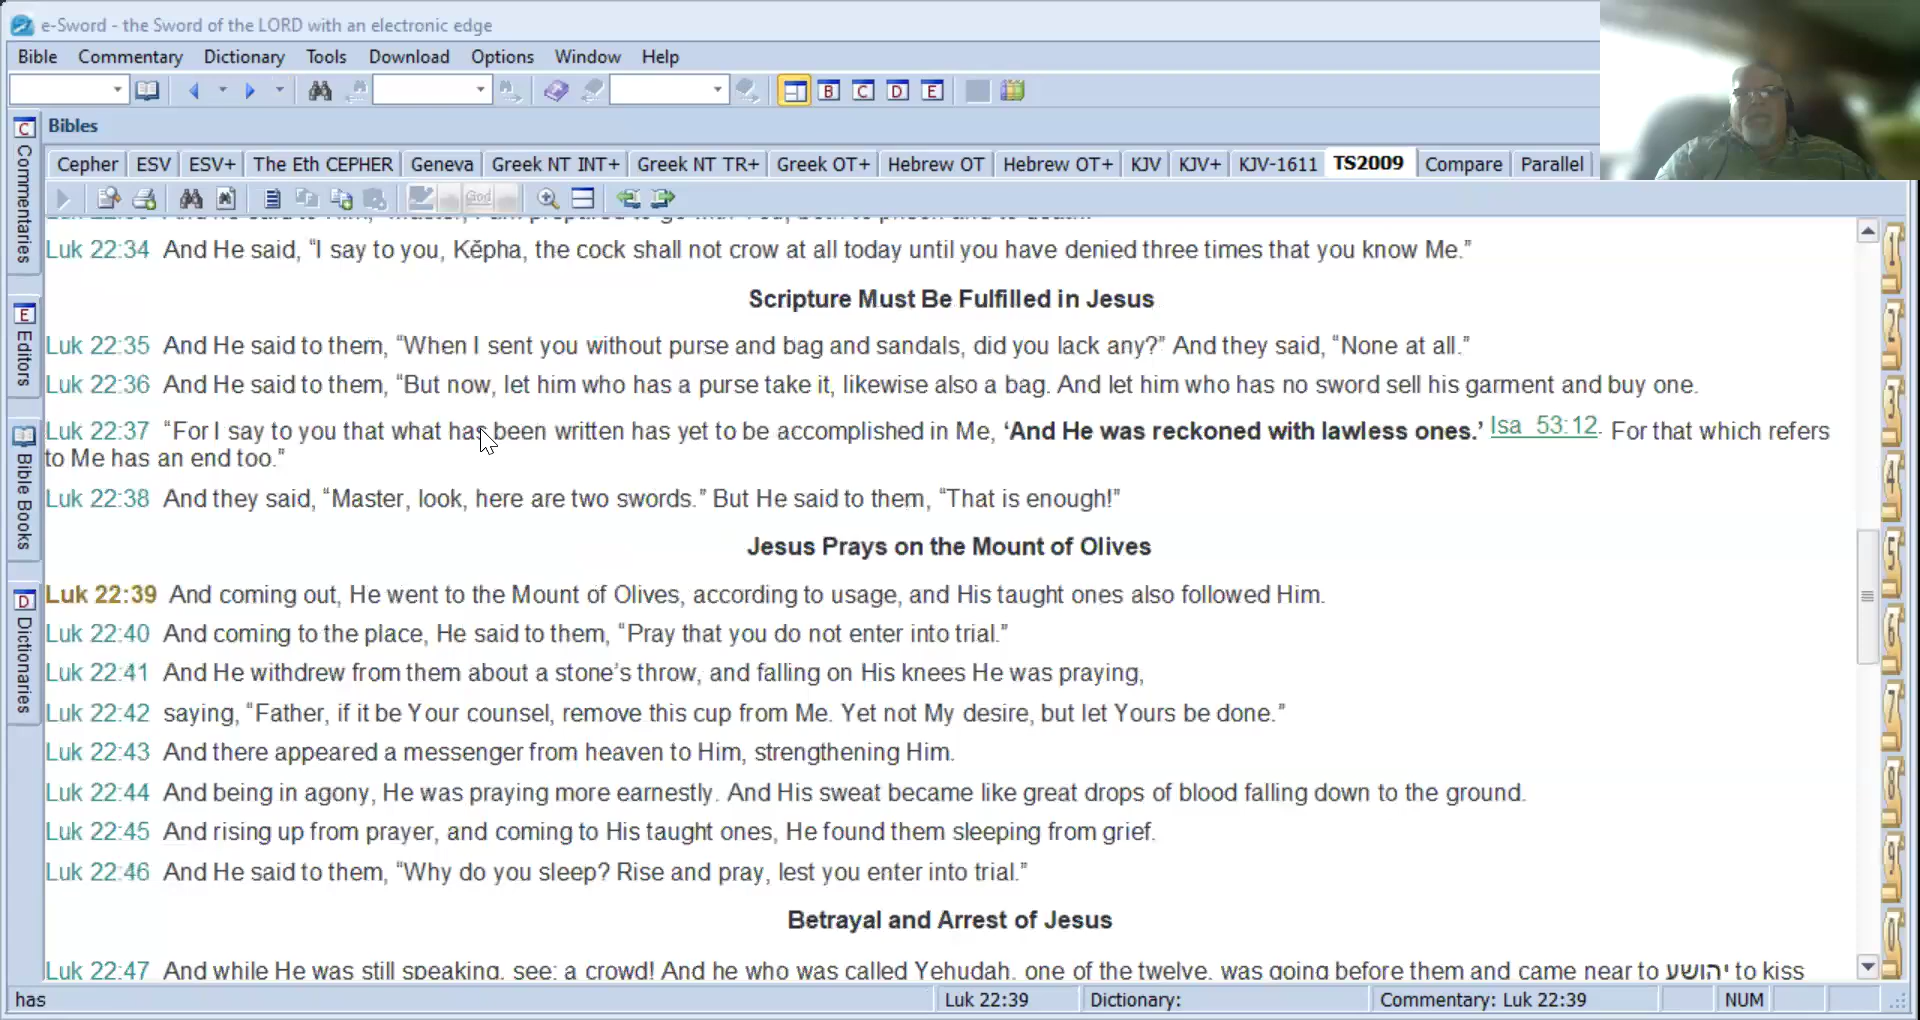 e-Sword - the Sword of the LORD with an electronic edge
Bible Commentary Dictionary Tools Download Options Window Help
B C D E
Bibles
Cepher ESV ESV+ The Eth CEPHER Geneva Greek NT INT+ Greek NT TR+ Greek OT+ Hebrew OT Hebrew OT+ KJV KJV+ KJV-1611 TS2009 Compare Parallel
God
C Commentaries
E Editors
Bible Books
D Dictionaries
Luk 22:34 And He said, “I say to you, Kĕpha, the cock shall not crow at all today until you have denied three times that you know Me.”
Scripture Must Be Fulfilled in Jesus
Luk 22:35 And He said to them, “When I sent you without purse and bag and sandals, did you lack any?” And they said, “None at all.”
Luk 22:36 And He said to them, “But now, let him who has a purse take it, likewise also a bag. And let him who has no sword sell his garment and buy one.
Luk 22:37 “For I say to you that what has been written has yet to be accomplished in Me, ‘And He was reckoned with lawless ones.’ Isa 53:12. For that which refers
to Me has an end too.”
Luk 22:38 And they said, “Master, look, here are two swords.” But He said to them, “That is enough!”
Jesus Prays on the Mount of Olives
Luk 22:39 And coming out, He went to the Mount of Olives, according to usage, and His taught ones also followed Him.
Luk 22:40 And coming to the place, He said to them, “Pray that you do not enter into trial.”
Luk 22:41 And He withdrew from them about a stone’s throw, and falling on His knees He was praying,
Luk 22:42 saying, “Father, if it be Your counsel, remove this cup from Me. Yet not My desire, but let Yours be done.”
Luk 22:43 And there appeared a messenger from heaven to Him, strengthening Him.
Luk 22:44 And being in agony, He was praying more earnestly. And His sweat became like great drops of blood falling down to the ground.
Luk 22:45 And rising up from prayer, and coming to His taught ones, He found them sleeping from grief.
Luk 22:46 And He said to them, “Why do you sleep? Rise and pray, lest you enter into trial.”
Betrayal and Arrest of Jesus
Luk 22:47 And while He was still speaking, see: a crowd! And he who was called Yehudah, one of the twelve, was going before them and came near to יהושע to kiss
1
2
3
4
5
6
7
8
9
0
has Luk 22:39 Dictionary: Commentary: Luk 22:39 NUM